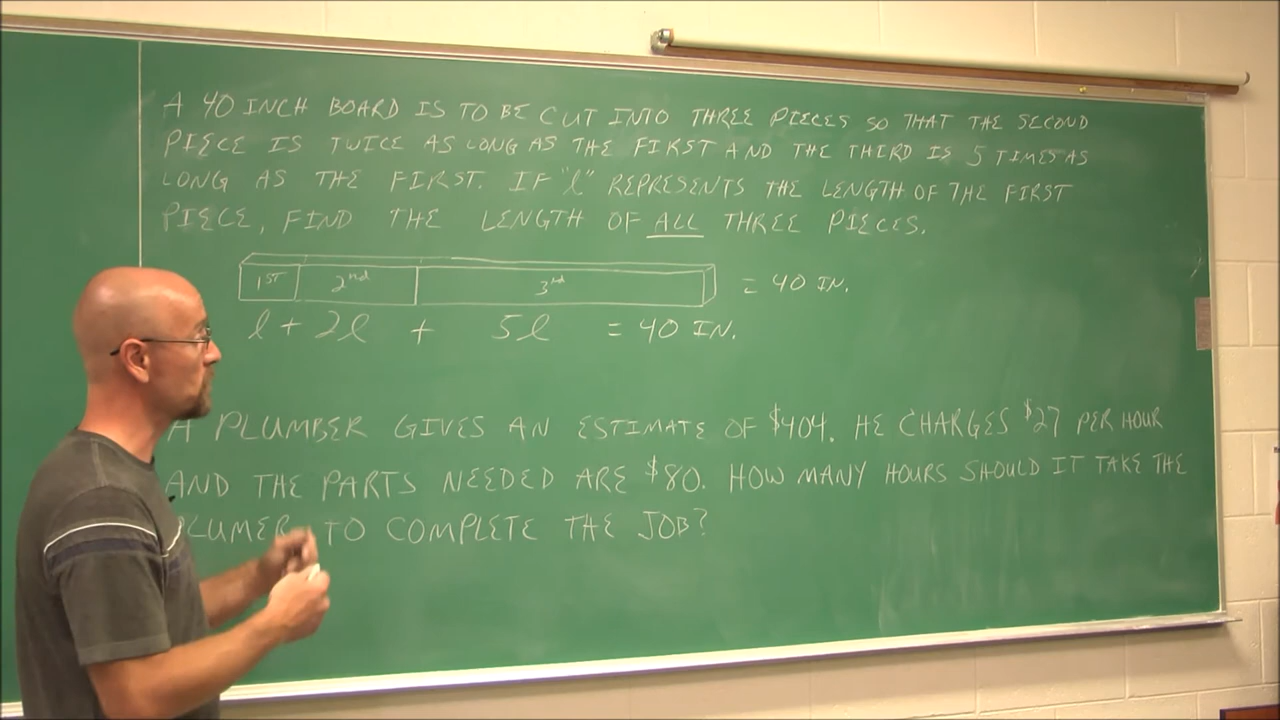 A 40 INCH BOARD IS TO BE CUT INTO THREE PIECES SO THAT THE SECOND
PIECE IS TWICE AS LONG AS THE FIRST AND THE THIRD IS 5 TIMES AS
LONG AS THE FIRST. IF "l" REPRESENTS THE LENGTH OF THE FIRST
PIECE, FIND THE LENGTH OF ALL THREE PIECES.
1ST 2nd 3rd = 40 IN.
l + 2l + 5l = 40 IN.
A PLUMBER GIVES AN ESTIMATE OF $404. HE CHARGES $27 PER HOUR
AND THE PARTS NEEDED ARE $80. HOW MANY HOURS SHOULD IT TAKE THE
PLUMER TO COMPLETE THE JOB?